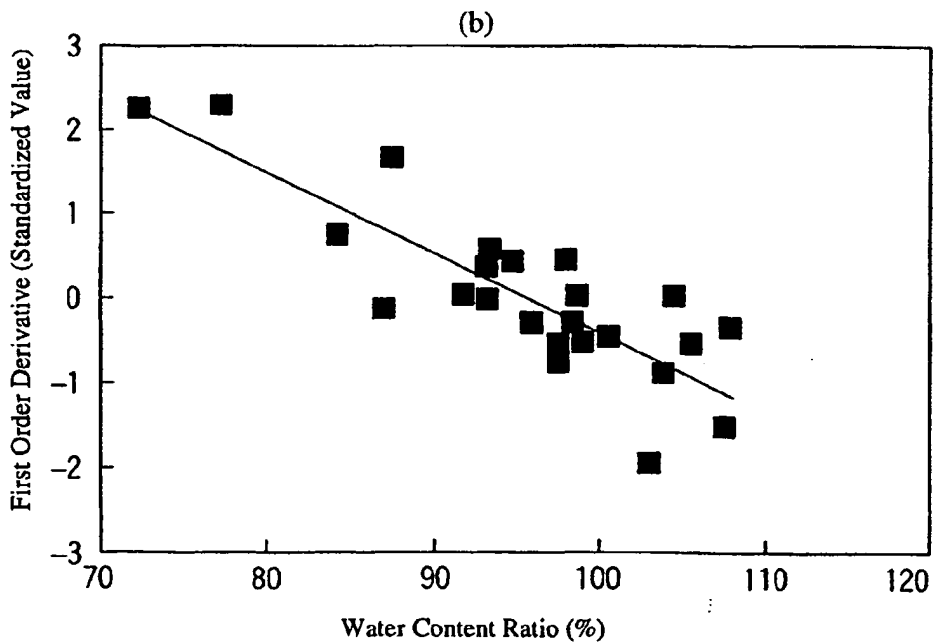 (b)
First Order Derivative (Standardized Value)
3
2
1
0
−1
−2
−3
70 80 90 100 110 120
Water Content Ratio (%)